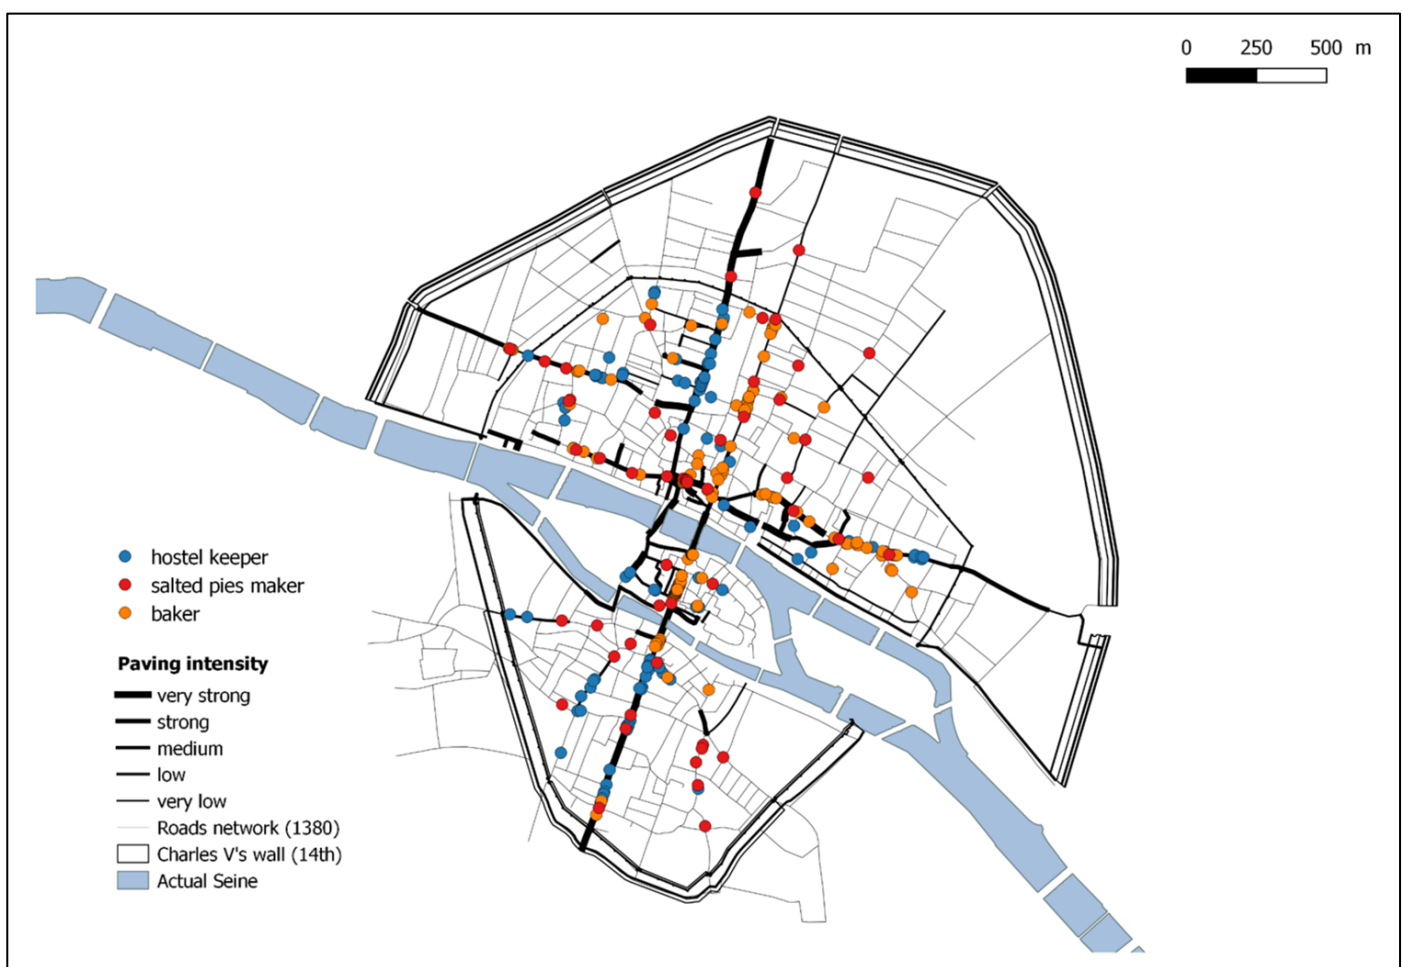 0 250 500 m
hostel keeper
salted pies maker
baker
Paving intensity
very strong
strong
medium
low
very low
Roads network (1380)
Charles V's wall (14th)
Actual Seine